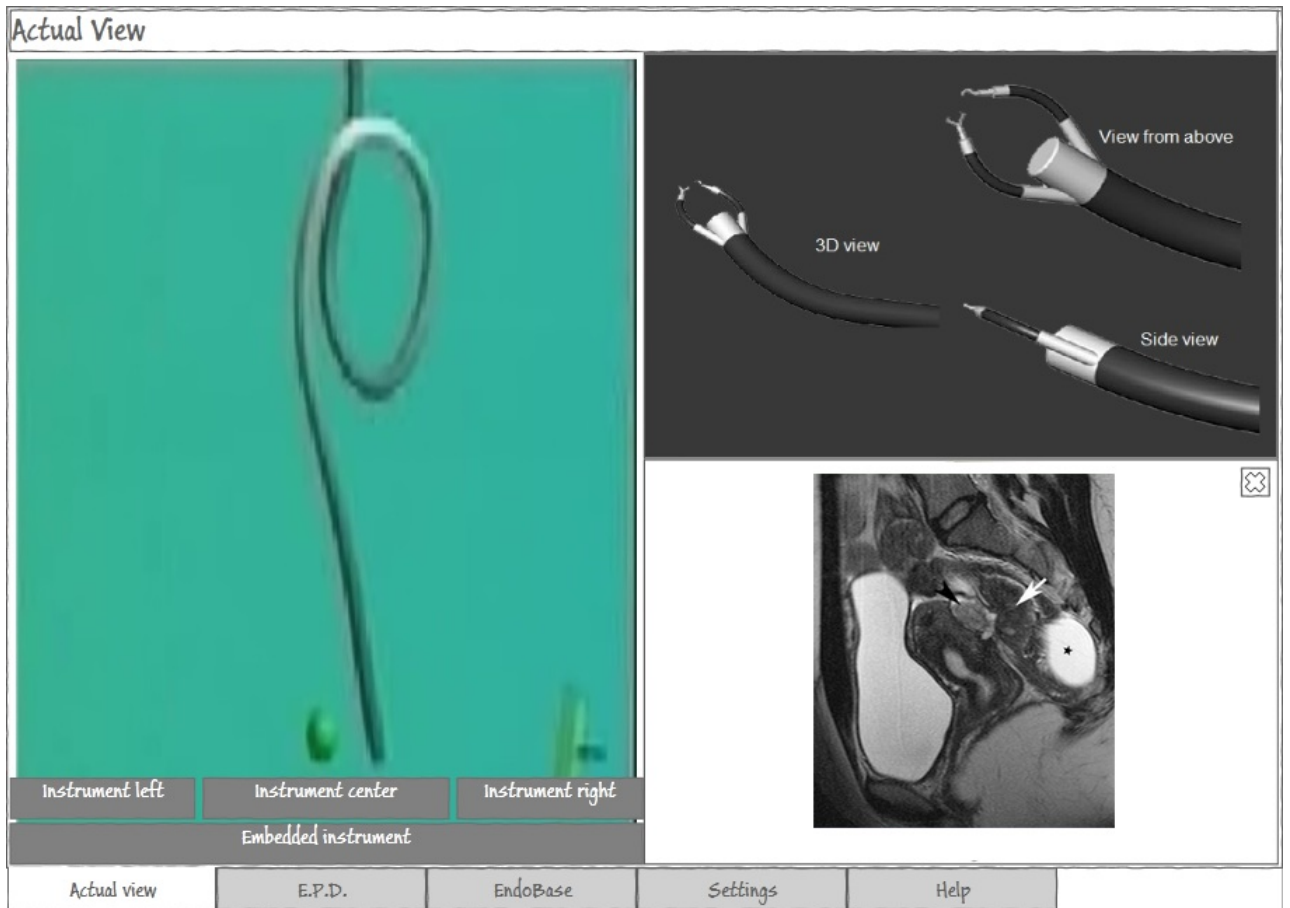 Actual View
View from above
3D view
Side view
Instrument left
Instrument center
Instrument right
Embedded instrument
Actual view
E.P.D.
EndoBase
Settings
Help